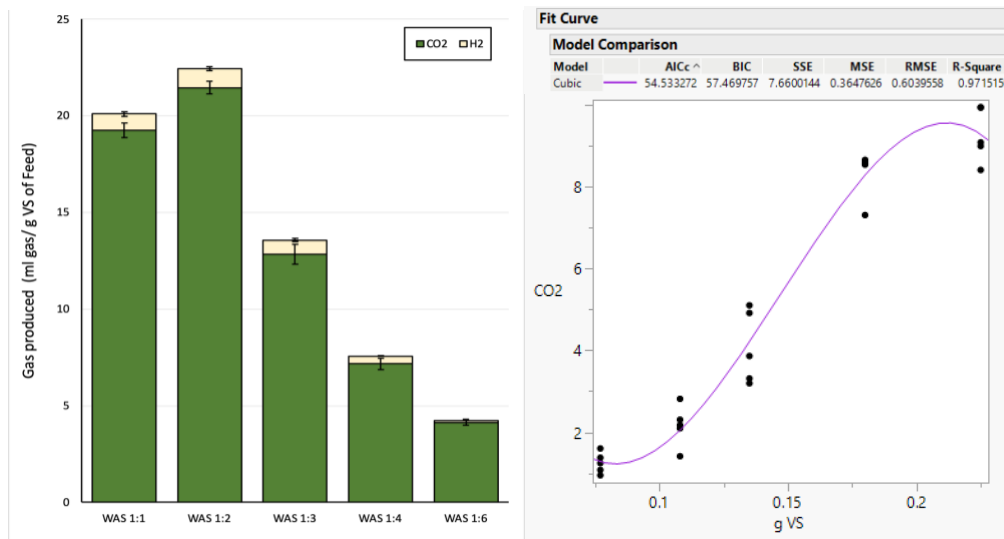 25
20
15
10
5
0
Gas produced (ml gas/ g VS of Feed)
CO2 H2
WAS 1:1 WAS 1:2 WAS 1:3 WAS 1:4 WAS 1:6
Fit Curve
Model Comparison
Model AICc ^ BIC SSE MSE RMSE R-Square
Cubic 54.533272 57.469757 7.6600144 0.3647626 0.6039558 0.971515
8
6
CO2
4
2
0.1 0.15 0.2
g VS